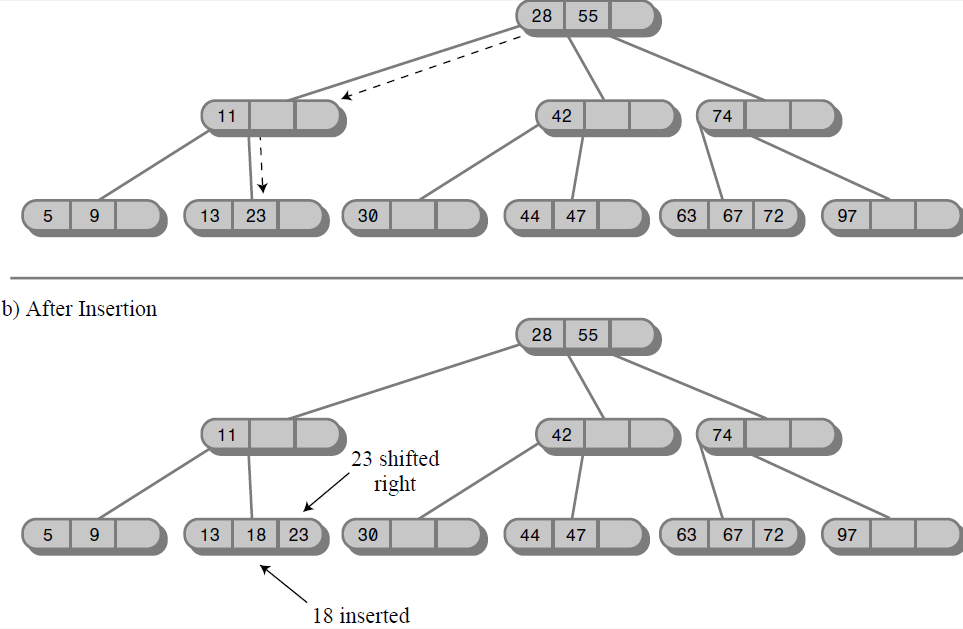 28 55
11 42 74
5 9 13 23 30 44 47 63 67 72 97
b) After Insertion
28 55
11 42 74
23 shifted
right
5 9 13 18 23 30 44 47 63 67 72 97
18 inserted